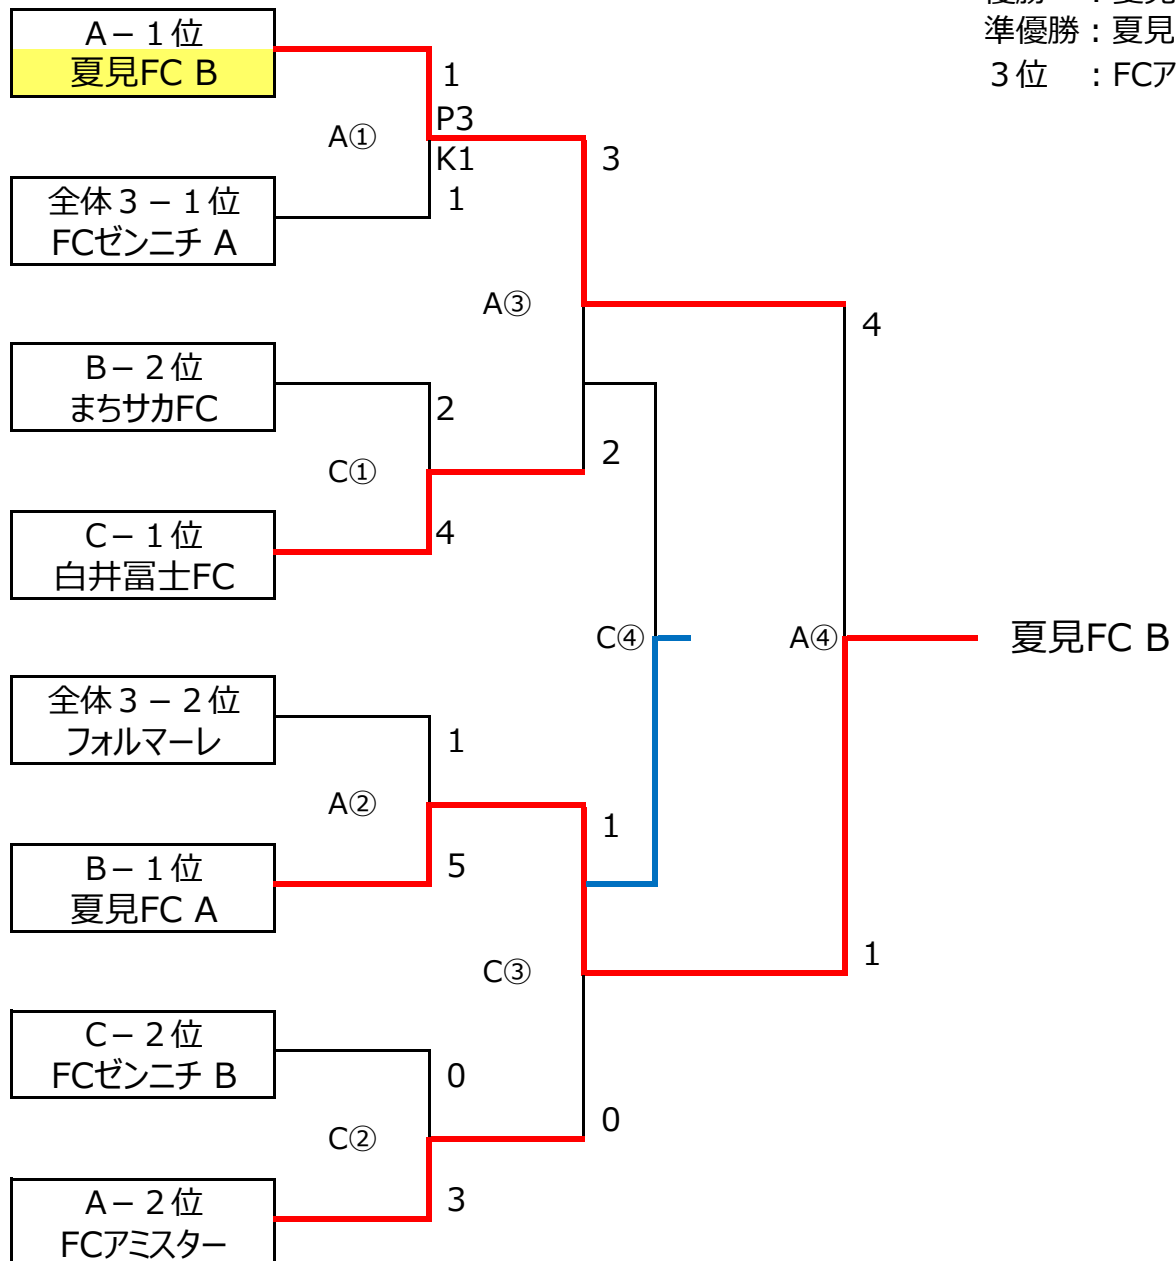 優勝　：夏見
準優勝：夏見
３位　：FCア
A－１位
夏見FC B
1
A①
P3
K1
3
全体３－１位
FCゼンニチ A
1
A③
4
B－２位
まちサカFC
2
2
C①
C－１位
白井冨士FC
4
C④
A④
夏見FC B
全体３－２位
フォルマーレ
1
A②
1
B－１位
夏見FC A
5
1
C③
C－２位
FCゼンニチ B
0
0
C②
A－２位
FCアミスター
3